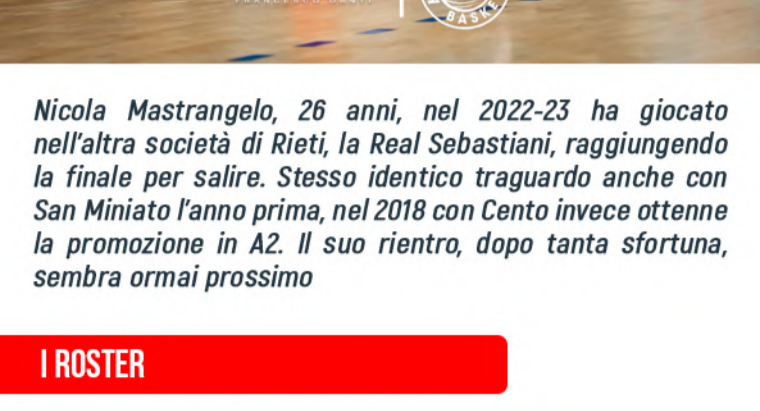 BASKE
Nicola Mastrangelo, 26 anni, nel 2022-23 ha giocato
nell'altra società di Rieti, la Real Sebastiani, raggiungendo
la finale per salire. Stesso identico traguardo anche con
San Miniato l'anno prima, nel 2018 con Cento invece ottenne
la promozione in A2. Il suo rientro, dopo tanta sfortuna,
sembra ormai prossimo
I ROSTER